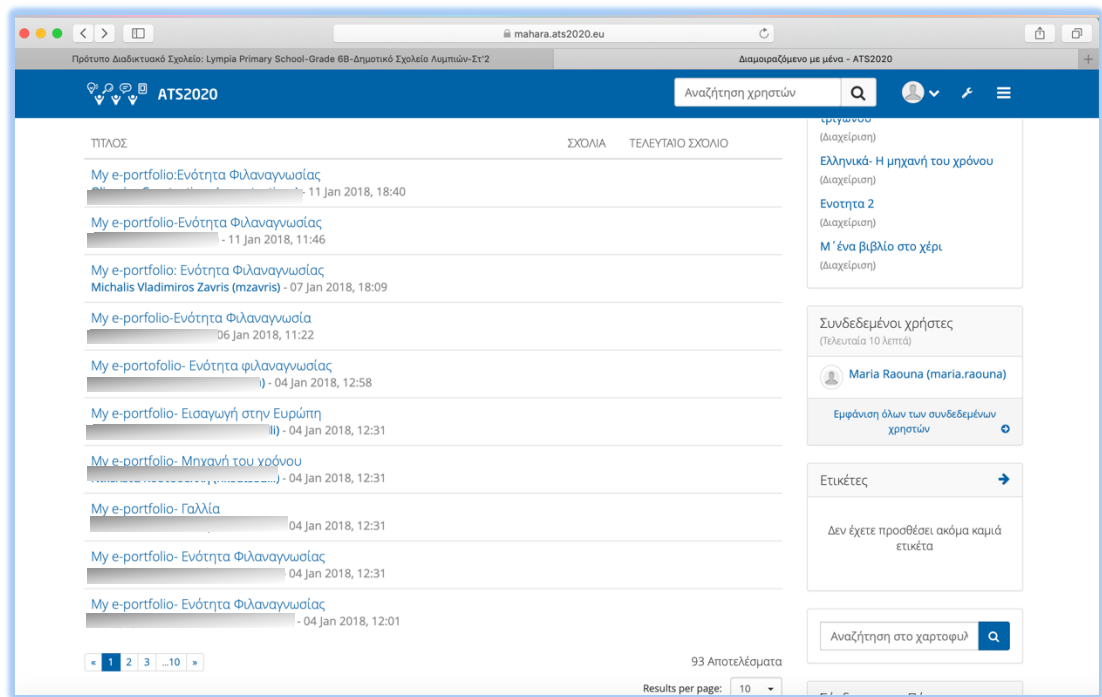 mahara.ats2020.eu
Πρότυπο Διαδικτυακό Σχολείο: Lympia Primary School-Grade 6B-Δημοτικό Σχολείο Λυμπιών-Στ'2
Διαμοιραζόμενο με μένα - ATS2020
ATS2020
Αναζήτηση χρηστών
ΤΊΤΛΟΣ ΣΧΌΛΙΑ ΤΕΛΕΥΤΑΊΟ ΣΧΌΛΙΟ
My e-portfolio:Ενότητα Φιλαναγνωσίας
- 11 Jan 2018, 18:40
My e-portfolio-Ενότητα Φιλαναγνωσίας
- 11 Jan 2018, 11:46
My e-portfolio: Ενότητα Φιλαναγνωσίας
Michalis Vladimiros Zavris (mzavris) - 07 Jan 2018, 18:09
My e-porfolio-Ενότητα Φιλαναγνωσία
06 Jan 2018, 11:22
My e-portofolio- Ενότητα φιλαναγνωσίας
i) - 04 Jan 2018, 12:58
My e-portfolio- Εισαγωγή στην Ευρώπη
li) - 04 Jan 2018, 12:31
My e-portfolio- Μηχανή του χρόνου
) - 04 Jan 2018, 12:31
My e-portfolio- Γαλλία
04 Jan 2018, 12:31
My e-portfolio- Ενότητα Φιλαναγνωσίας
04 Jan 2018, 12:31
My e-portfolio- Ενότητα Φιλαναγνωσίας
- 04 Jan 2018, 12:01
« 1 2 3 ...10 »
93 Αποτελέσματα
Results per page: 10
τριγώνου
(Διαχείριση)
Ελληνικά- Η μηχανή του χρόνου
(Διαχείριση)
Ενοτητα 2
(Διαχείριση)
Μ΄ένα βιβλίο στο χέρι
(Διαχείριση)
Συνδεδεμένοι χρήστες
(Τελευταία 10 λεπτά)
Maria Raouna (maria.raouna)
Εμφάνιση όλων των συνδεδεμένων
χρηστών
Ετικέτες
Δεν έχετε προσθέσει ακόμα καμιά
ετικέτα
Αναζήτηση στο χαρτοφυλ